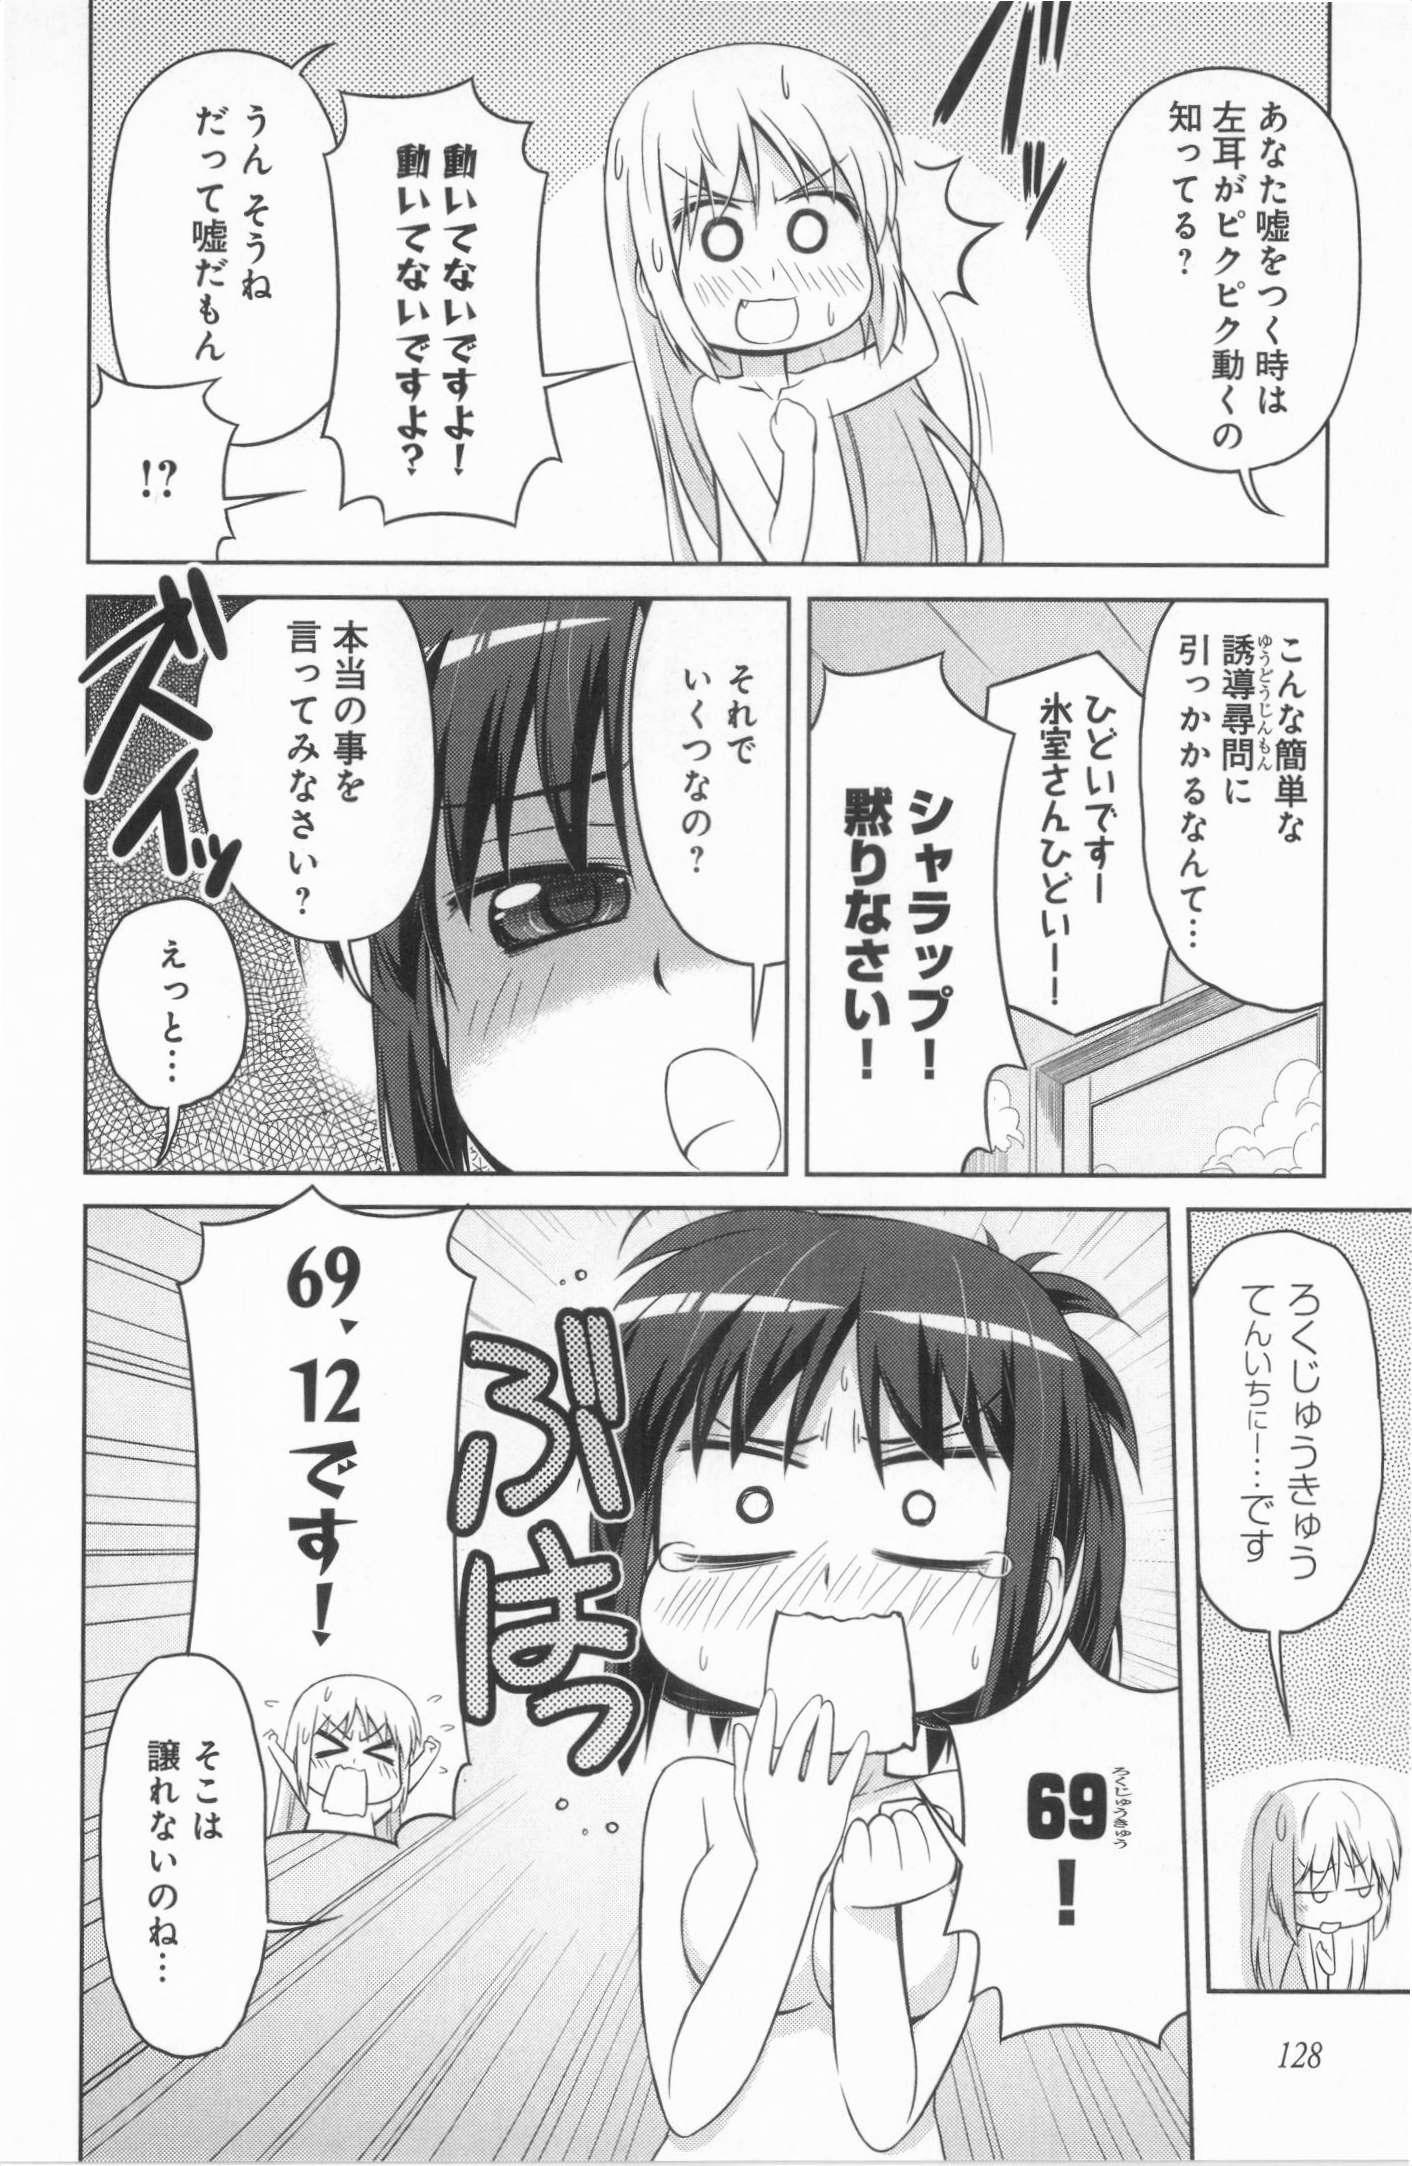 あなた嘘をつく時は
左耳がピクピク動くの
知ってる?
動いてないですよ!
動いてないですよ?
うん そうね
だって嘘だもん
!?
こんな簡単な
誘導尋問に
ゆうどうじんもん
引っかかるなんて…
ひどいですー
氷室さんひどいー!
シャラップ!
黙りなさい!
それで
いくつなの?
本当の事を
言ってみなさい?
ズイッ
えっと…
ろくじゅうきゅう
てんいちにー…です
69!
ろくじゅうきゅう
ぶはっ
69.12です!
そこは
譲れないのね…
128